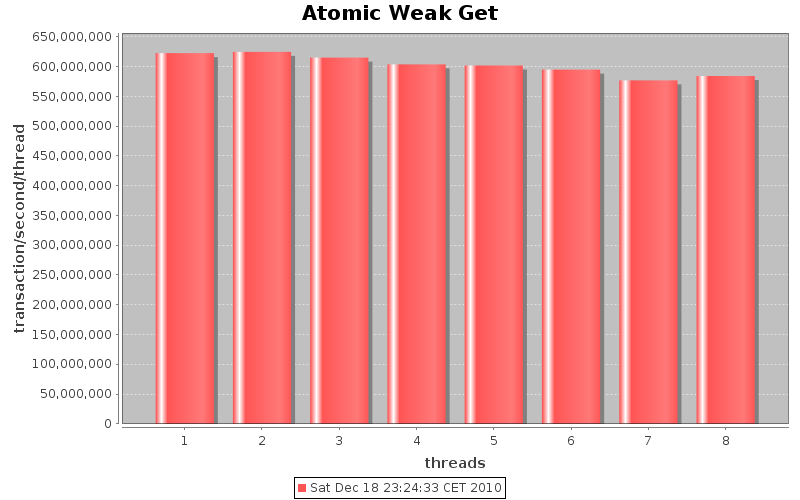 Atomic Weak Get
transaction/second/thread
650,000,000
600,000,000
550,000,000
500,000,000
450,000,000
400,000,000
350,000,000
300,000,000
250,000,000
200,000,000
150,000,000
100,000,000
50,000,000
0
1 2 3 4 5 6 7 8
threads
Sat Dec 18 23:24:33 CET 2010